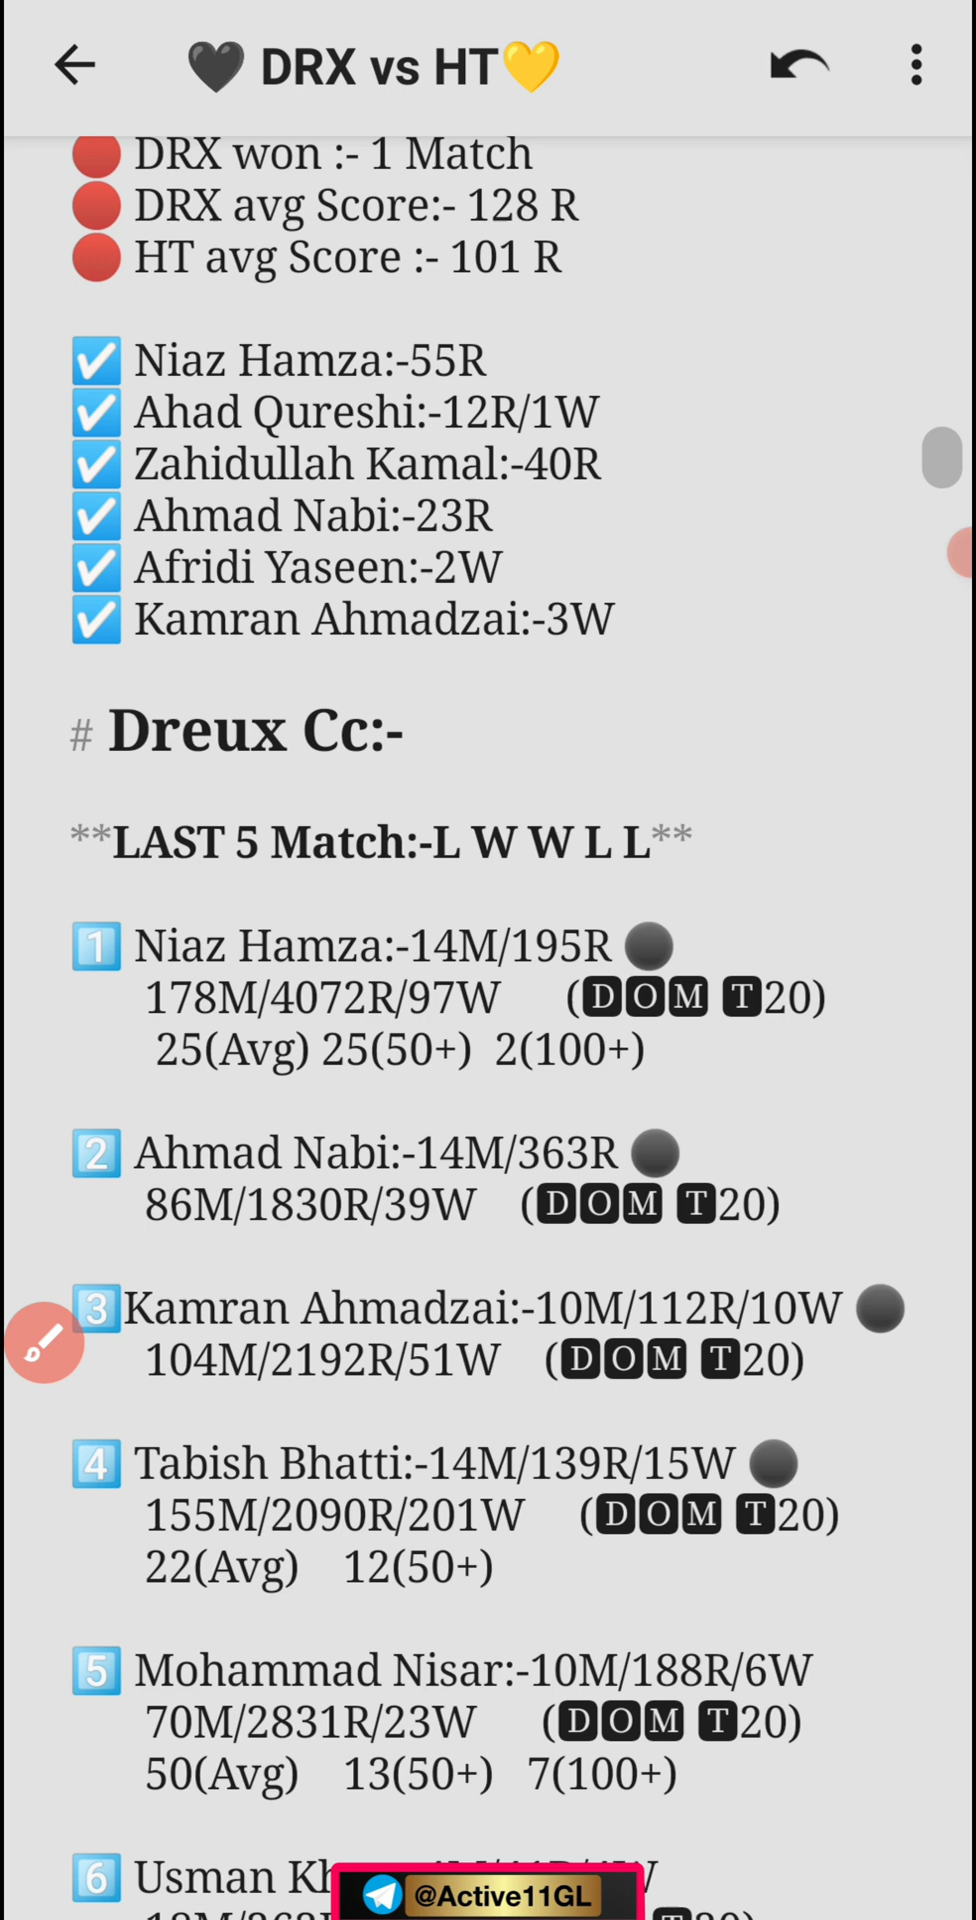 🖤 DRX vs HT💛
🔴 DRX won :- 1 Match
🔴 DRX avg Score:- 128 R
🔴 HT avg Score :- 101 R
☑️ Niaz Hamza:-55R
☑️ Ahad Qureshi:-12R/1W
☑️ Zahidullah Kamal:-40R
☑️ Ahmad Nabi:-23R
☑️ Afridi Yaseen:-2W
☑️ Kamran Ahmadzai:-3W
# Dreux Cc:-
**LAST 5 Match:-L W W L L**
1️⃣ Niaz Hamza:-14M/195R ⚫
178M/4072R/97W (🅳🅾🅼 🆃20)
25(Avg) 25(50+) 2(100+)
2️⃣ Ahmad Nabi:-14M/363R ⚫
86M/1830R/39W (🅳🅾🅼 🆃20)
3️⃣Kamran Ahmadzai:-10M/112R/10W ⚫
104M/2192R/51W (🅳🅾🅼 🆃20)
4️⃣ Tabish Bhatti:-14M/139R/15W ⚫
155M/2090R/201W (🅳🅾🅼 🆃20)
22(Avg) 12(50+)
5️⃣ Mohammad Nisar:-10M/188R/6W
70M/2831R/23W (🅳🅾🅼 🆃20)
50(Avg) 13(50+) 7(100+)
6️⃣ Usman
@Active11GL